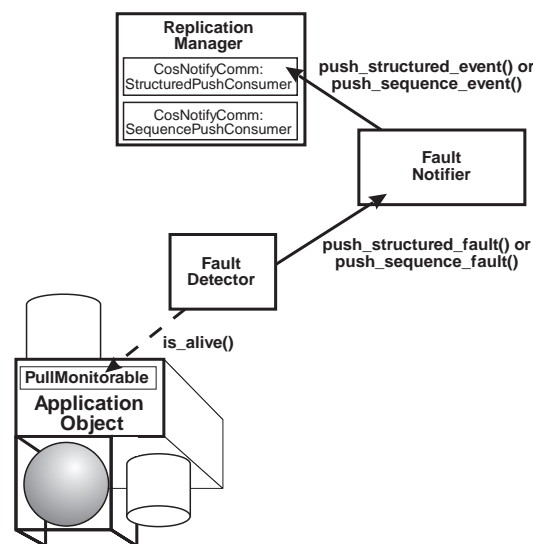 Replication
Manager
CosNotifyComm:
StructuredPushConsumer
CosNotifyComm:
SequencePushConsumer
push_structured_event() or
push_sequence_event()
Fault
Notifier
push_structured_fault() or
push_sequence_fault()
Fault
Detector
is_alive()
PullMonitorable
Application
Object